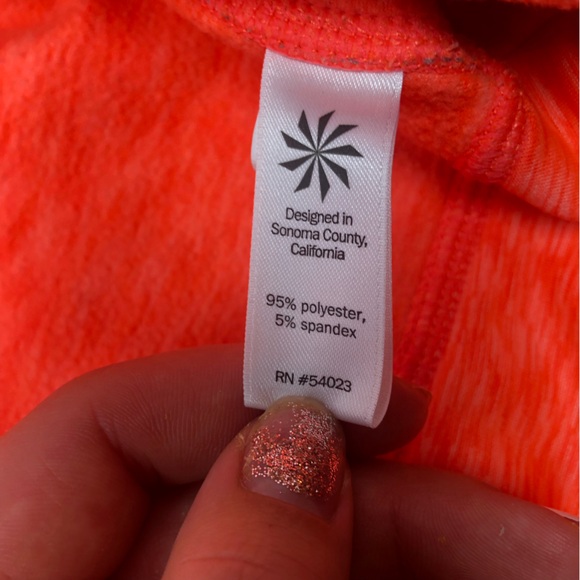 Designed in
Sonoma County,
California
95% polyester,
5% spandex
RN #54023